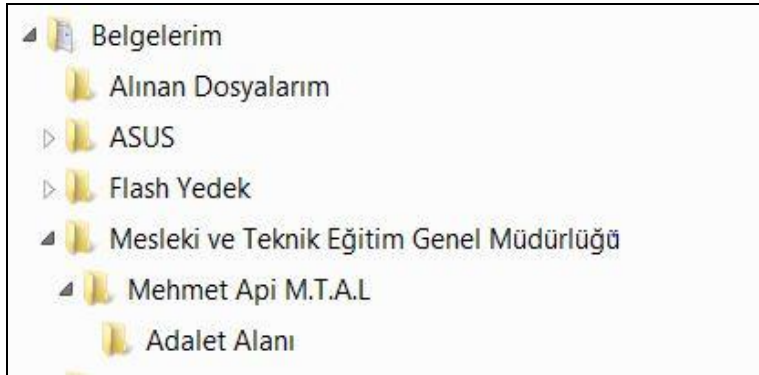 Belgelerim
Alınan Dosyalarım
ASUS
Flash Yedek
Mesleki ve Teknik Eğitim Genel Müdürlüğü
Mehmet Api M.T.A.L
Adalet Alanı